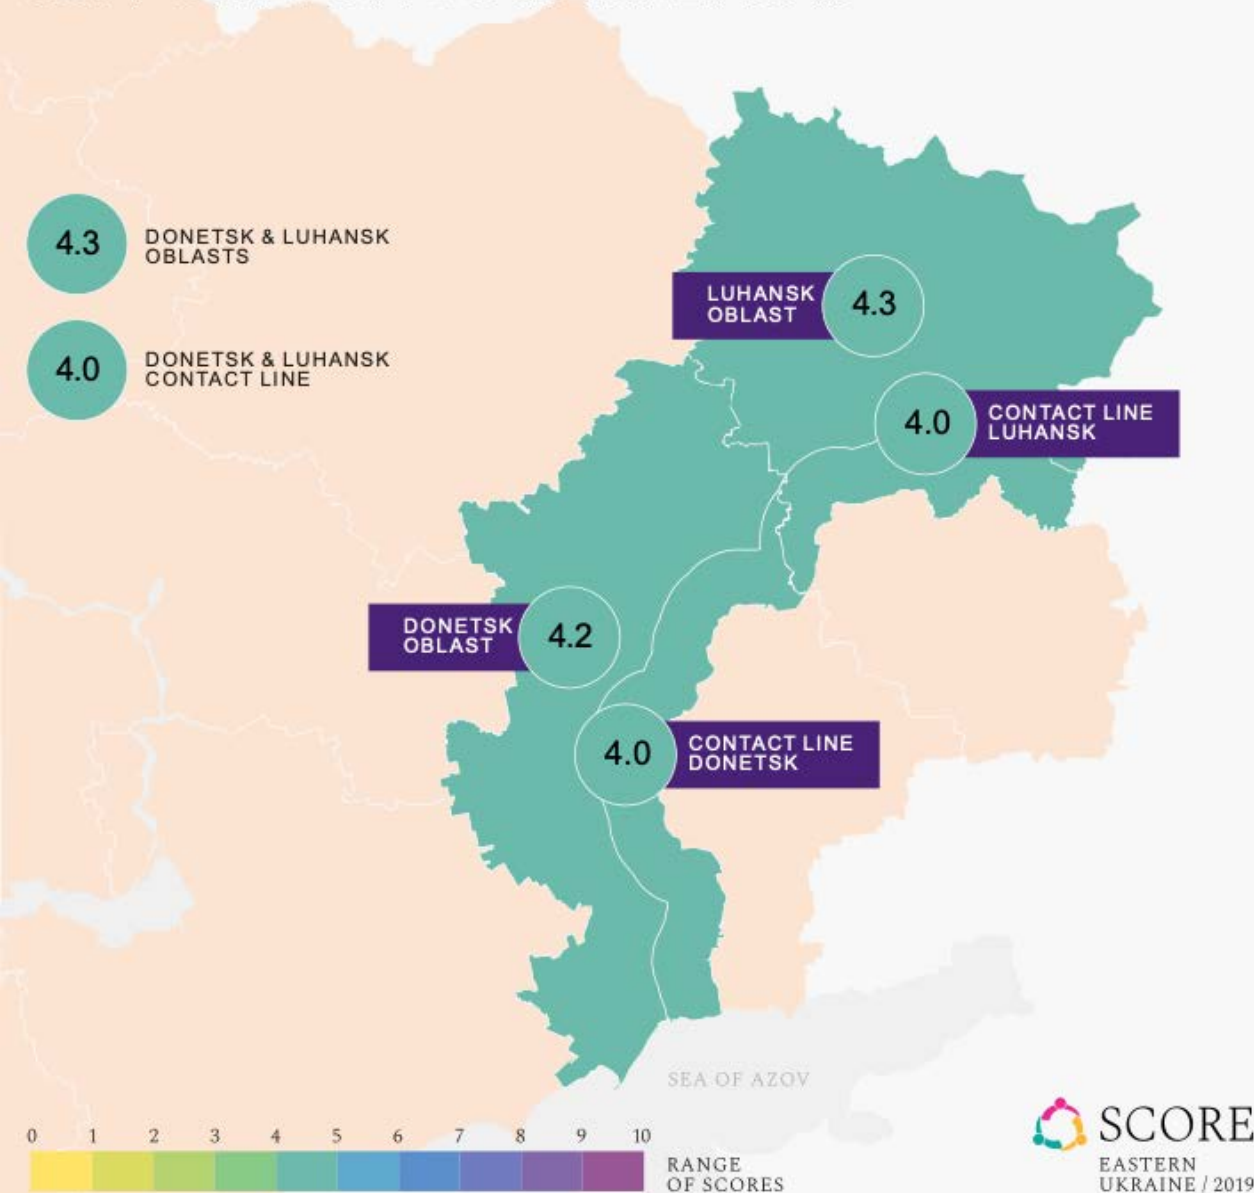 4.3
DONETSK & LUHANSK
OBLASTS
4.0
DONETSK & LUHANSK
CONTACT LINE
LUHANSK
OBLAST
4.3
4.0
CONTACT LINE
LUHANSK
DONETSK
OBLAST
4.2
4.0
CONTACT LINE
DONETSK
SEA OF AZOV
0 1 2 3 4 5 6 7 8 9 10
RANGE
OF SCORES
SCORE
EASTERN
UKRAINE / 2019